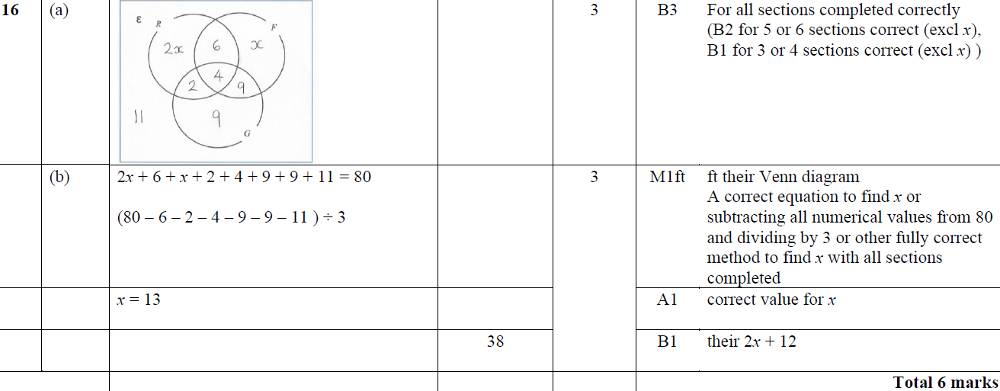 16 (a) 3 B3 For all sections completed correctly
(B2 for 5 or 6 sections correct (excl x),
B1 for 3 or 4 sections correct (excl x) )
ε R F
2x 6 x
2 4 9
11 9
G
(b) 2x + 6 + x + 2 + 4 + 9 + 9 + 11 = 80 3 M1ft ft their Venn diagram
A correct equation to find x or
(80 – 6 – 2 – 4 – 9 – 9 – 11 ) ÷ 3 subtracting all numerical values from 80
and dividing by 3 or other fully correct
method to find x with all sections
completed
x = 13 A1 correct value for x
38 B1 their 2x + 12
Total 6 marks